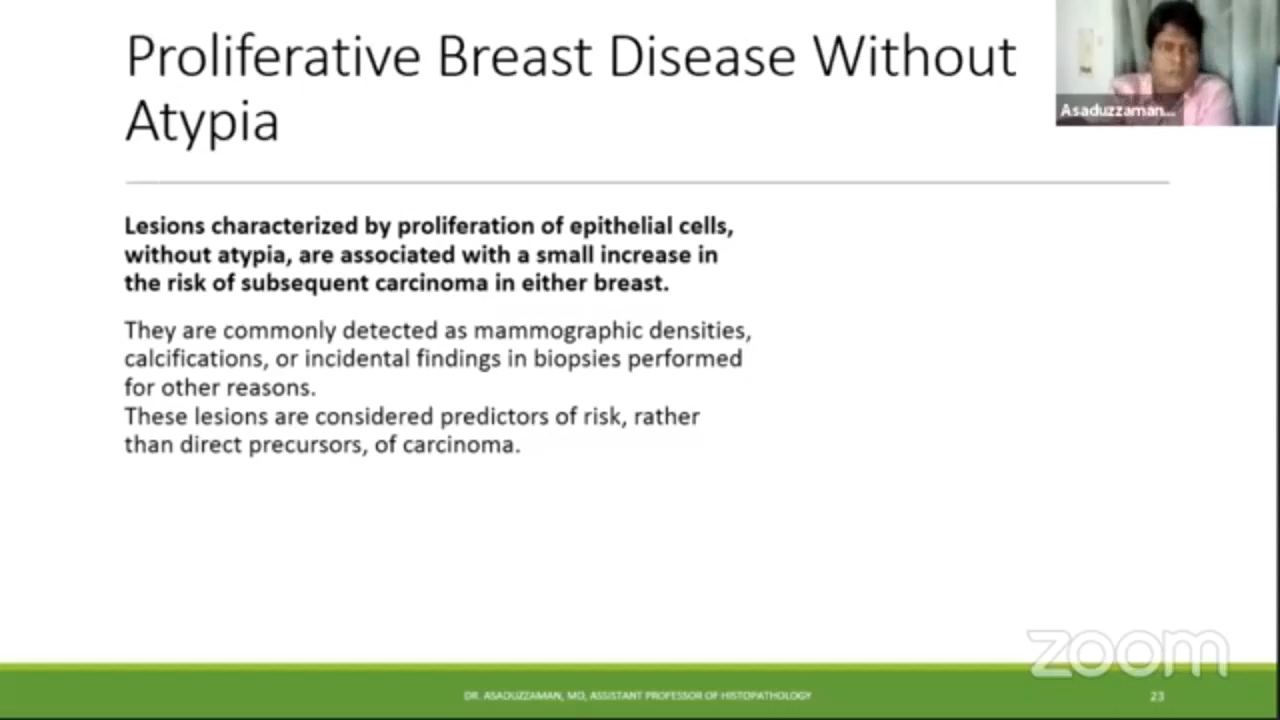 Proliferative Breast Disease Without
Atypia
Asaduzzaman...
Lesions characterized by proliferation of epithelial cells,
without atypia, are associated with a small increase in
the risk of subsequent carcinoma in either breast.
They are commonly detected as mammographic densities,
calcifications, or incidental findings in biopsies performed
for other reasons.
These lesions are considered predictors of risk, rather
than direct precursors, of carcinoma.
zoom
DR. ASADUZZAMAN, MD, ASSISTANT PROFESSOR OF HISTOPATHOLOGY
23